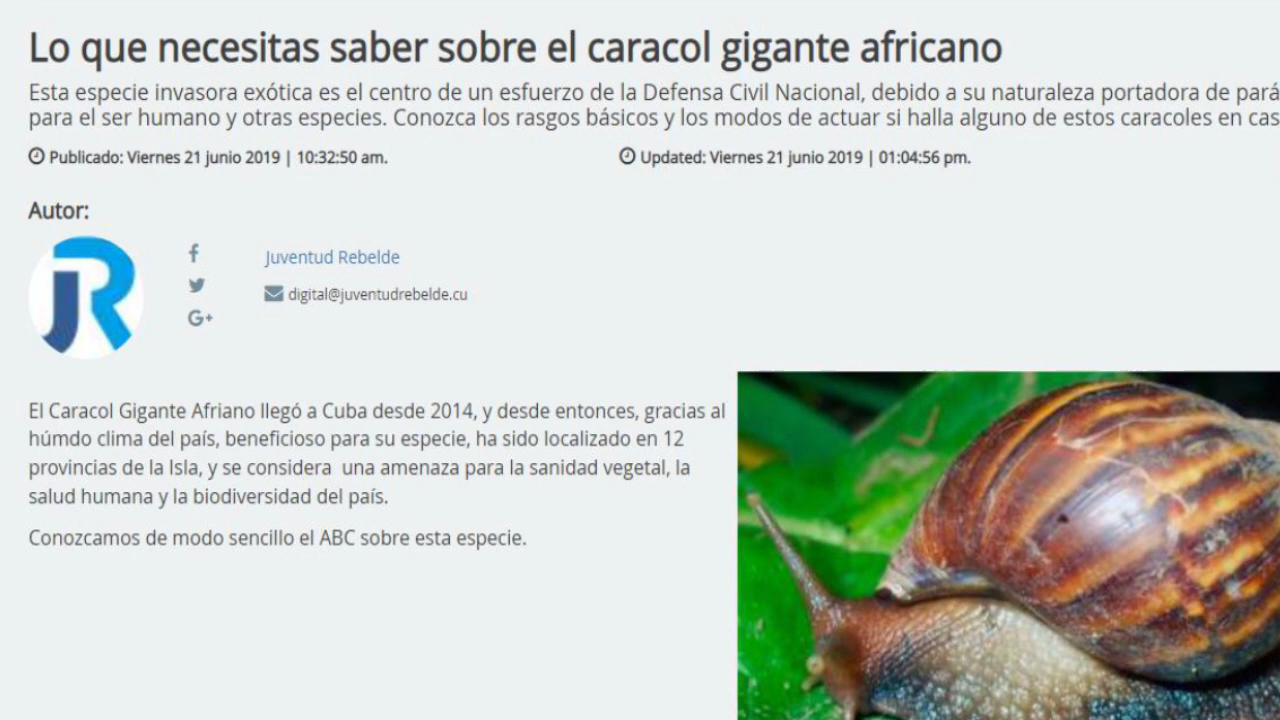 Lo que necesitas saber sobre el caracol gigante africano
Esta especie invasora exótica es el centro de un esfuerzo de la Defensa Civil Nacional, debido a su naturaleza portadora de pará
para el ser humano y otras especies. Conozca los rasgos básicos y los modos de actuar si halla alguno de estos caracoles en cas
Publicado: Viernes 21 junio 2019 | 10:32:50 am.
Updated: Viernes 21 junio 2019 | 01:04:56 pm.
Autor:
JR
f
Juventud Rebelde
digital@juventudrebelde.cu
G+
El Caracol Gigante Afriano llegó a Cuba desde 2014, y desde entonces, gracias al
húmdo clima del país, beneficioso para su especie, ha sido localizado en 12
provincias de la Isla, y se considera una amenaza para la sanidad vegetal, la
salud humana y la biodiversidad del país.
Conozcamos de modo sencillo el ABC sobre esta especie.